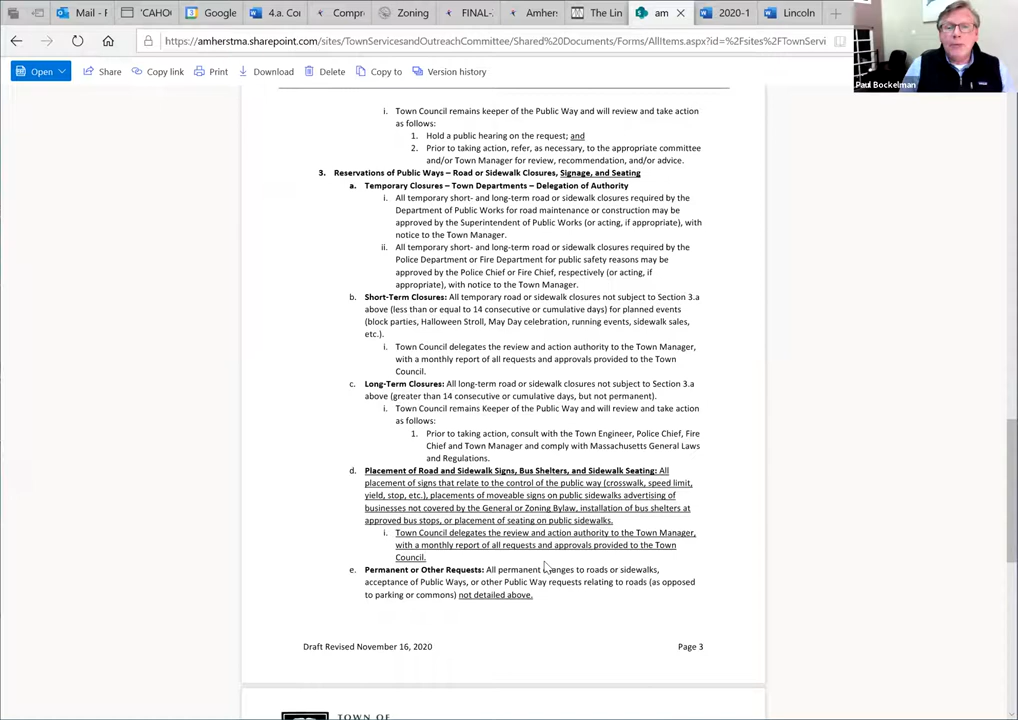 Mail - F
'CAHO
Google
4.a. Co
Compr
Zoning
FINAL-
Amhers
The Lin
am
2020-1
Lincoln
https://amherstma.sharepoint.com/sites/TownServicesandOutreachCommittee/Shared%20Documents/Forms/AllItems.aspx?id=%2Fsites%2FTownServi
Open
Share
Copy link
Print
Download
Delete
Copy to
Version history
Paul Bockelman
i. Town Council remains keeper of the Public Way and will review and take action
as follows:
1. Hold a public hearing on the request; and
2. Prior to taking action, refer, as necessary, to the appropriate committee
and/or Town Manager for review, recommendation, and/or advice.
3. Reservations of Public Ways – Road or Sidewalk Closures, Signage, and Seating
a. Temporary Closures – Town Departments – Delegation of Authority
i. All temporary short- and long-term road or sidewalk closures required by the
Department of Public Works for road maintenance or construction may be
approved by the Superintendent of Public Works (or acting, if appropriate), with
notice to the Town Manager.
ii. All temporary short- and long-term road or sidewalk closures required by the
Police Department or Fire Department for public safety reasons may be
approved by the Police Chief or Fire Chief, respectively (or acting, if
appropriate), with notice to the Town Manager.
b. Short-Term Closures: All temporary road or sidewalk closures not subject to Section 3.a
above (less than or equal to 14 consecutive or cumulative days) for planned events
(block parties, Halloween Stroll, May Day celebration, running events, sidewalk sales,
etc.).
i. Town Council delegates the review and action authority to the Town Manager,
with a monthly report of all requests and approvals provided to the Town
Council.
c. Long-Term Closures: All long-term road or sidewalk closures not subject to Section 3.a
above (greater than 14 consecutive or cumulative days, but not permanent).
i. Town Council remains Keeper of the Public Way and will review and take action
as follows:
1. Prior to taking action, consult with the Town Engineer, Police Chief, Fire
Chief and Town Manager and comply with Massachusetts General Laws
and Regulations.
d. Placement of Road and Sidewalk Signs, Bus Shelters, and Sidewalk Seating: All
placement of signs that relate to the control of the public way (crosswalk, speed limit,
yield, stop, etc.), placements of moveable signs on public sidewalks advertising of
businesses not covered by the General or Zoning Bylaw, installation of bus shelters at
approved bus stops, or placement of seating on public sidewalks.
i. Town Council delegates the review and action authority to the Town Manager,
with a monthly report of all requests and approvals provided to the Town
Council.
e. Permanent or Other Requests: All permanent changes to roads or sidewalks,
acceptance of Public Ways, or other Public Way requests relating to roads (as opposed
to parking or commons) not detailed above.
Draft Revised November 16, 2020
Page 3
TOWN OF